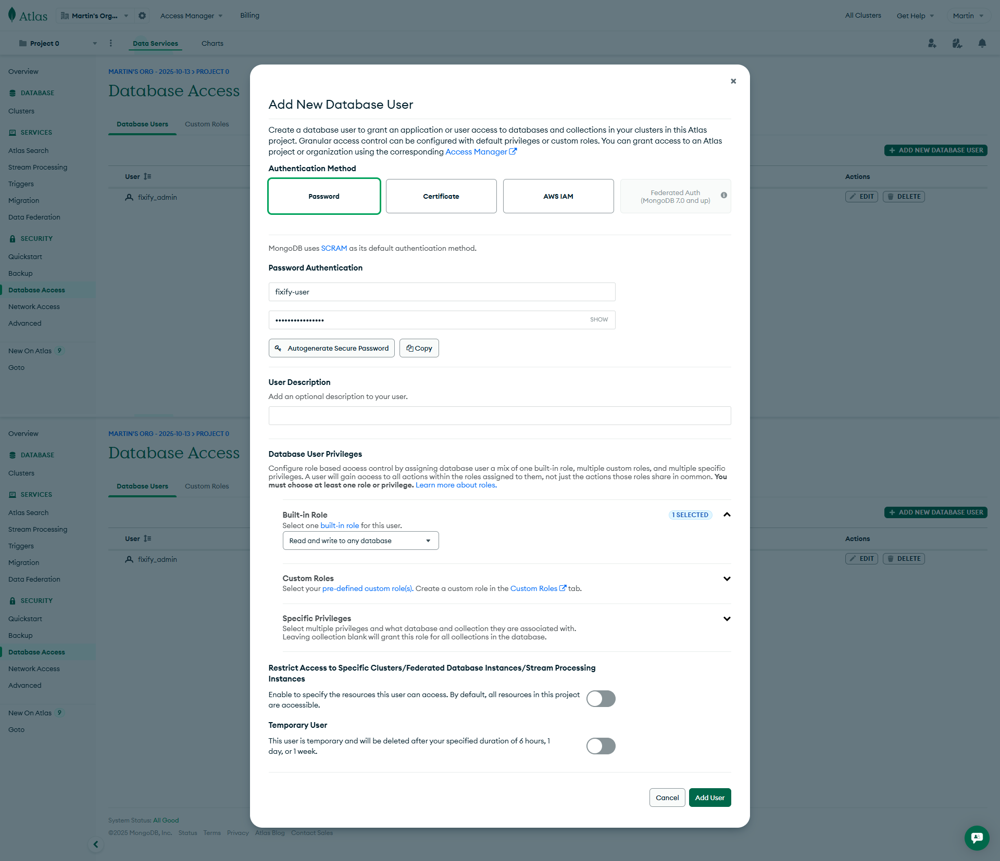 Atlas
Martin's Org...
Access Manager
Billing
All Clusters
Get Help
Martin
Project 0
Data Services
Charts
Overview
DATABASE
Clusters
SERVICES
Atlas Search
Stream Processing
Triggers
Migration
Data Federation
SECURITY
Quickstart
Backup
Database Access
Network Access
Advanced
New On Atlas 9
Goto
MARTIN'S ORG - 2025-10-13 > PROJECT 0
Database Access
Database Users
Custom Roles
+ ADD NEW DATABASE USER
User
Actions
fixify_admin
EDIT
DELETE
Add New Database User
Create a database user to grant an application or user access to databases and collections in your clusters in this Atlas
project. Granular access control can be configured with default privileges or custom roles. You can grant access to an Atlas
project or organization using the corresponding Access Manager
Authentication Method
Password
Certificate
AWS IAM
Federated Auth
(MongoDB 7.0 and up)
MongoDB uses SCRAM as its default authentication method.
Password Authentication
fixify-user
••••••••••••••••
SHOW
Autogenerate Secure Password
Copy
User Description
Add an optional description to your user.
Database User Privileges
Configure role based access control by assigning database user a mix of one built-in role, multiple custom roles, and multiple specific
privileges. A user will gain access to all actions within the roles assigned to them, not just the actions those roles share in common. You
must choose at least one role or privilege. Learn more about roles.
Built-in Role
1 SELECTED
Select one built-in role for this user.
Read and write to any database
Custom Roles
Select your pre-defined custom role(s). Create a custom role in the Custom Roles tab.
Specific Privileges
Select multiple privileges and what database and collection they are associated with.
Leaving collection blank will grant this role for all collections in the database.
Restrict Access to Specific Clusters/Federated Database Instances/Stream Processing
Instances
Enable to specify the resources this user can access. By default, all resources in this project
are accessible.
Temporary User
This user is temporary and will be deleted after your specified duration of 6 hours, 1
day, or 1 week.
Cancel
Add User
Overview
DATABASE
Clusters
SERVICES
Atlas Search
Stream Processing
Triggers
Migration
Data Federation
SECURITY
Quickstart
Backup
Database Access
Network Access
Advanced
New On Atlas 9
Goto
MARTIN'S ORG - 2025-10-13 > PROJECT 0
Database Access
Database Users
Custom Roles
+ ADD NEW DATABASE USER
User
Actions
fixify_admin
EDIT
DELETE
System Status: All Good
©2025 MongoDB, Inc. Status Terms Privacy Atlas Blog Contact Sales